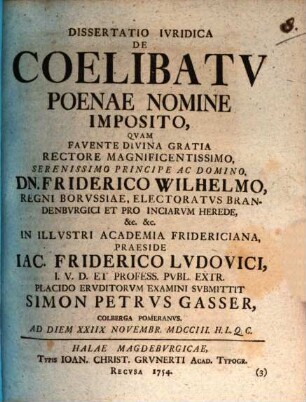 DISSERTATIO IVRIDICA
DE
COELIBATV
POENAE NOMINE
IMPOSITO,
QVAM
FAVENTE DIVINA GRATIA
RECTORE MAGNIFICENTISSIMO,
SERENISSIMO PRINCIPE AC DOMINO,
DN. FRIDERICO WILHELMO,
REGNI BORVSSIAE, ELECTORATVS BRAN-
DENBVRGICI ET PRO INCIARVM HEREDE,
&c. &c.
IN ILLVSTRI ACADEMIA FRIDERICIANA,
PRAESIDE
IAC. FRIDERICO LVDOVICI,
I. V. D. ET PROFESS. PVBL. EXTR.
PLACIDO ERVDITORVM EXAMINI SVBMITTIT
SIMON PETRVS GASSER,
COLBERGA POMERANVS.
AD DIEM XXIIX NOVEMBR. MDCCIII. H. L. Q. C.
HALAE MAGDEBVRGICAE,
TYPIS IOAN. CHRIST. GRVNERTI ACAD. TYPOGR.
RECVSA 1754. (3)